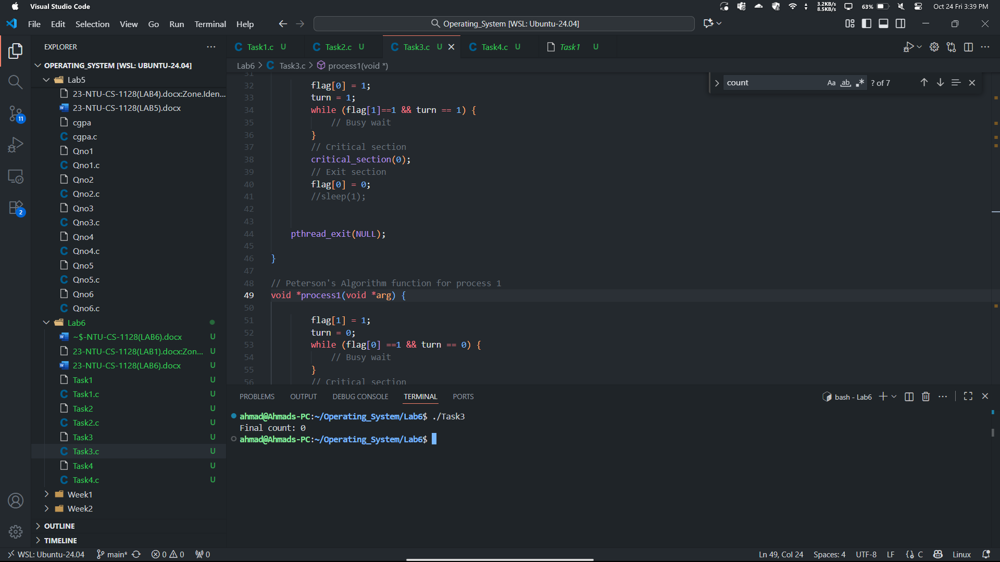 Visual Studio Code
3.2KB/s
8.5KB/s
63%
Oct 24 Fri 3:39 PM
File Edit Selection View Go Run Terminal Help
Operating_System [WSL: Ubuntu-24.04]
EXPLORER
OPERATING_SYSTEM [WSL: UBUNTU-24.04]
Lab5
23-NTU-CS-1128(LAB4).docx:Zone.Iden...
23-NTU-CS-1128(LAB5).docx
cgpa
cgpa.c
Qno1
Qno1.c
Qno2
Qno2.c
Qno3
Qno3.c
Qno4
Qno4.c
Qno5
Qno5.c
Qno6
Qno6.c
Lab6
~$-NTU-CS-1128(LAB6).docx U
23-NTU-CS-1128(LAB1).docx:Zon... U
23-NTU-CS-1128(LAB6).docx U
Task1 U
Task1.c U
Task2 U
Task2.c U
Task3 U
Task3.c U
Task4 U
Task4.c U
Week1
Week2
OUTLINE
TIMELINE
11
2
Task1.c U Task2.c U Task3.c U Task4.c U Task1 U
Lab6 > C Task3.c > process1(void *)
count Aa ab ? of 7
31
32 flag[0] = 1;
33 turn = 1;
34 while (flag[1]==1 && turn == 1) {
35 // Busy wait
36 }
37 // Critical section
38 critical_section(0);
39 // Exit section
40 flag[0] = 0;
41 //sleep(1);
42
43
44 pthread_exit(NULL);
45
46 }
47
48 // Peterson's Algorithm function for process 1
49 void *process1(void *arg) {
50
51 flag[1] = 1;
52 turn = 0;
53 while (flag[0] ==1 && turn == 0) {
54 // Busy wait
55 }
56 // Critical section
PROBLEMS OUTPUT DEBUG CONSOLE TERMINAL PORTS
bash - Lab6
ahmad@Ahmads-PC:~/Operating_System/Lab6$ ./Task3
Final count: 0
ahmad@Ahmads-PC:~/Operating_System/Lab6$
WSL: Ubuntu-24.04 main* 0 0 0
Ln 49, Col 24 Spaces: 4 UTF-8 LF C Linux